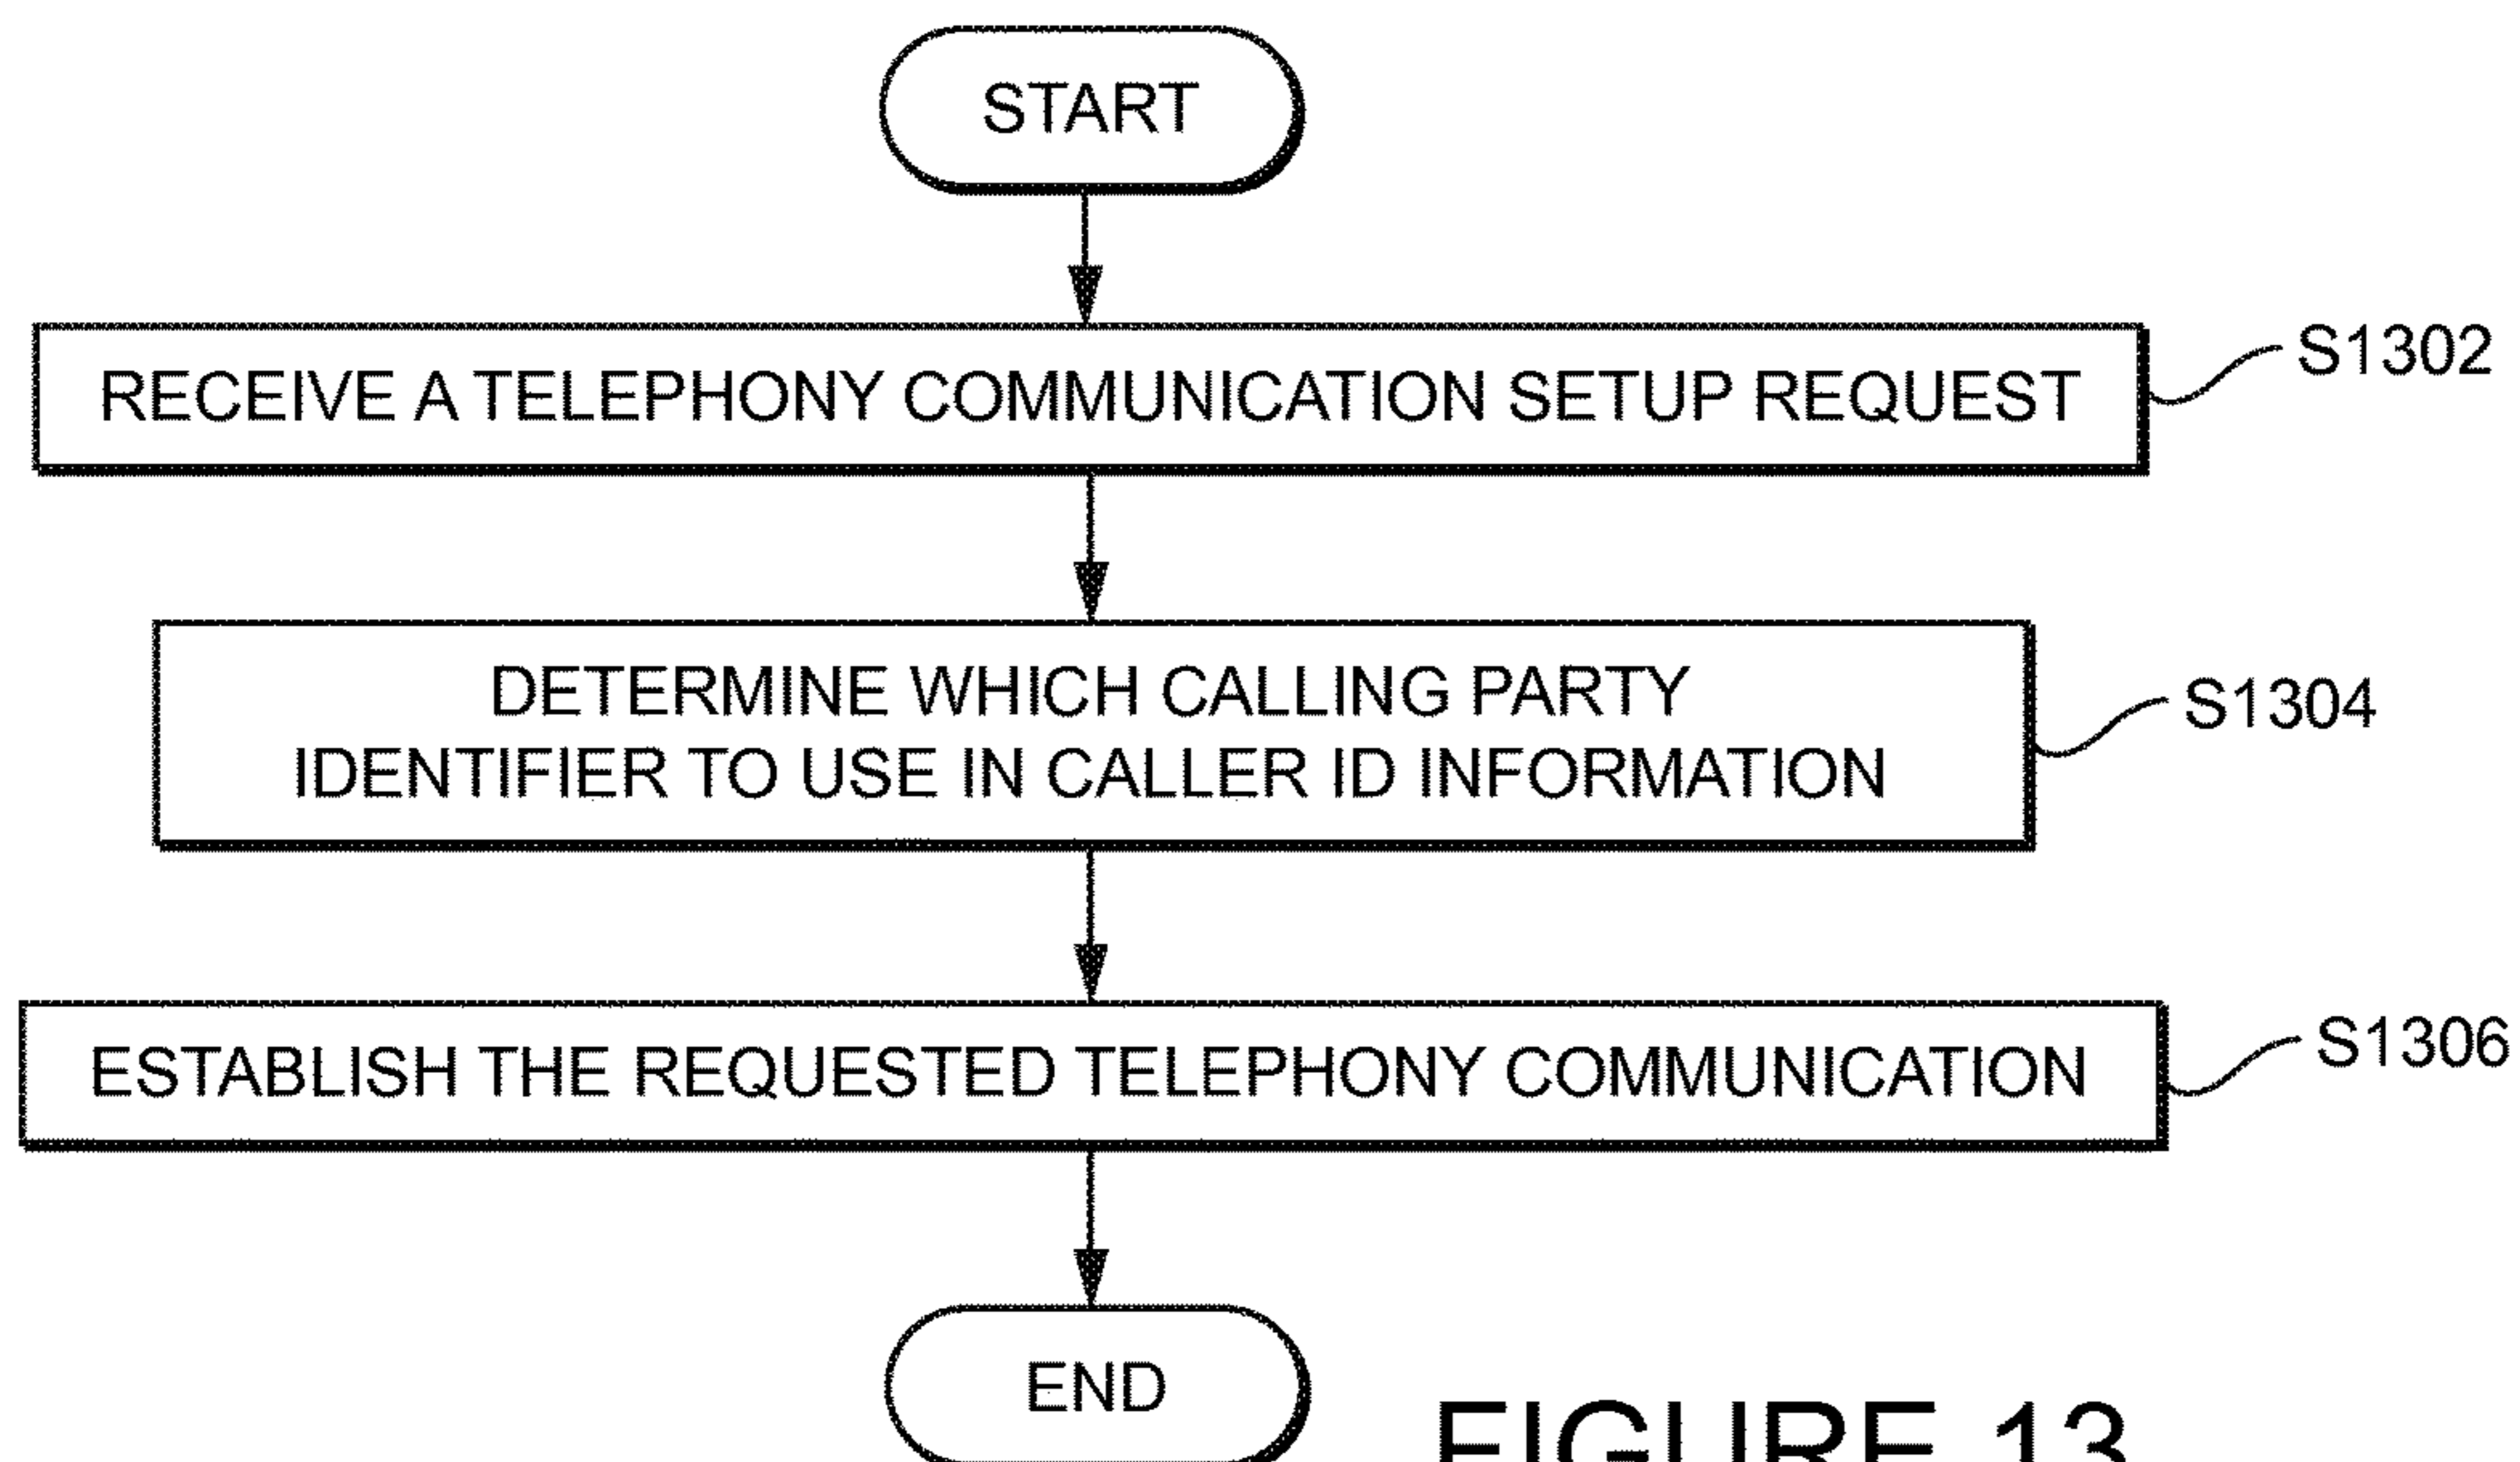 START
RECEIVE A TELEPHONY COMMUNICATION SETUP REQUEST
S1302
DETERMINE WHICH CALLING PARTY
IDENTIFIER TO USE IN CALLER ID INFORMATION
S1304
ESTABLISH THE REQUESTED TELEPHONY COMMUNICATION
S1306
END
FIGURE 13